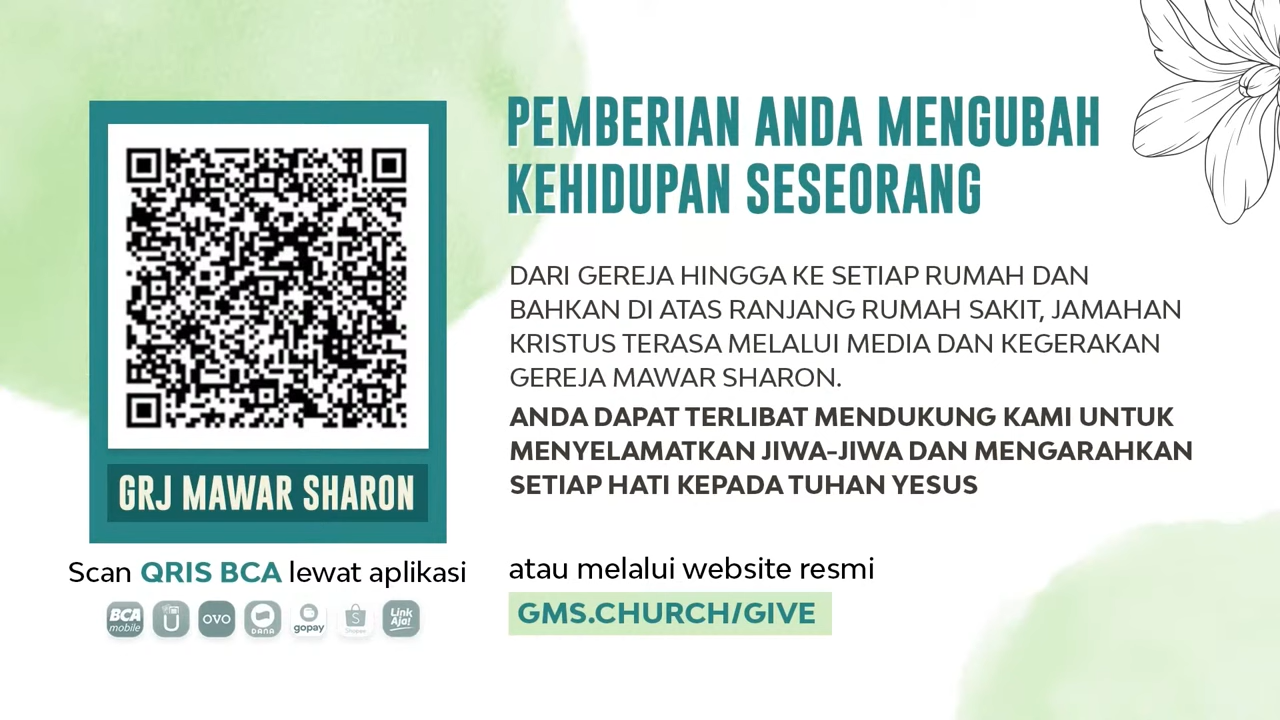 PEMBERIAN ANDA MENGUBAH
KEHIDUPAN SESEORANG
DARI GEREJA HINGGA KE SETIAP RUMAH DAN
BAHKAN DI ATAS RANJANG RUMAH SAKIT, JAMAHAN
KRISTUS TERASA MELALUI MEDIA DAN KEGERAKAN
GEREJA MAWAR SHARON.
ANDA DAPAT TERLIBAT MENDUKUNG KAMI UNTUK
MENYELAMATKAN JIWA-JIWA DAN MENGARAHKAN
SETIAP HATI KEPADA TUHAN YESUS
GRJ MAWAR SHARON
Scan QRIS BCA lewat aplikasi
BCA
mobile
U
OVO
DANA
gopay
S
Shopee
Link
Aja!
atau melalui website resmi
GMS.CHURCH/GIVE